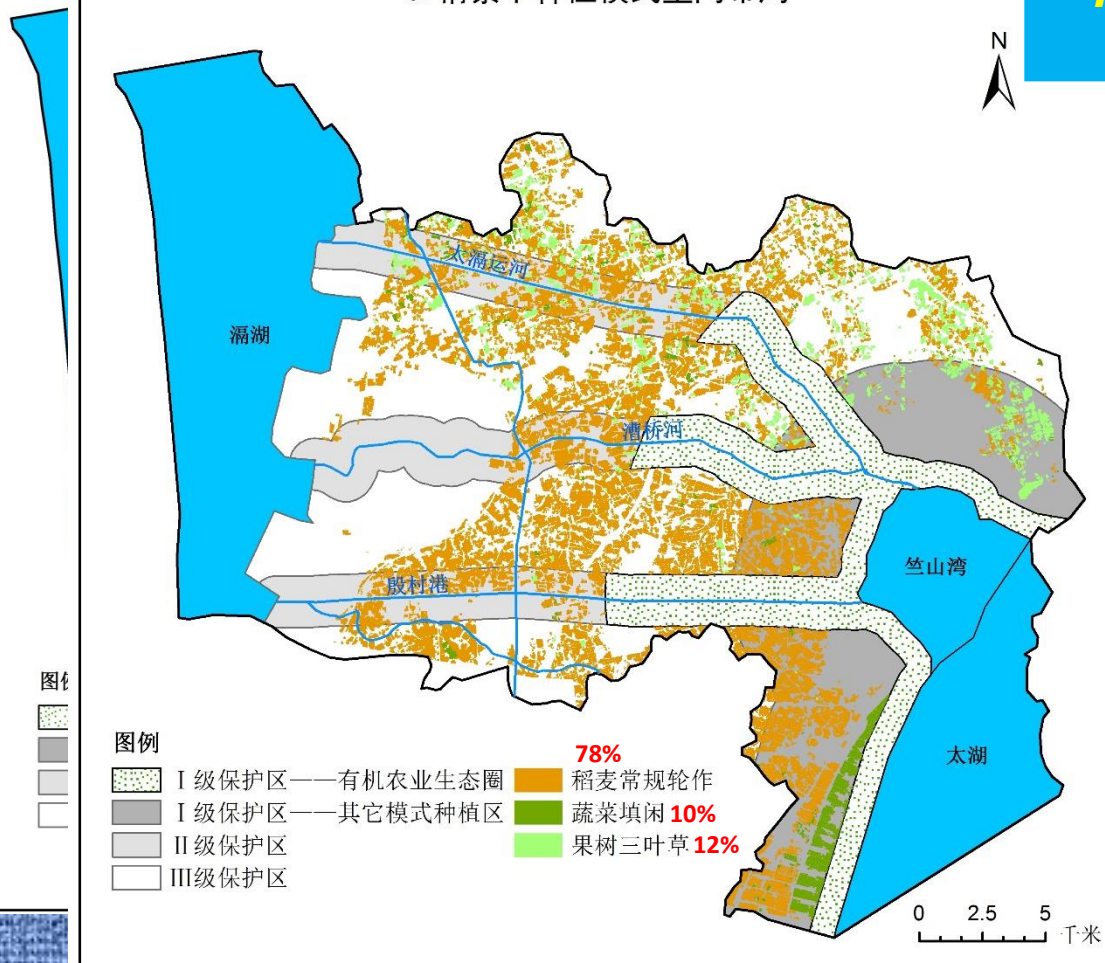 N
太滆运河
滆湖
漕桥河
竺山湾
殷村港
太湖
图例
Ⅰ级保护区——有机农业生态圈
Ⅰ级保护区——其它模式种植区
Ⅱ级保护区
Ⅲ级保护区
78%
稻麦常规轮作
蔬菜填闲 10%
果树三叶草 12%
0 2.5 5
千米
图